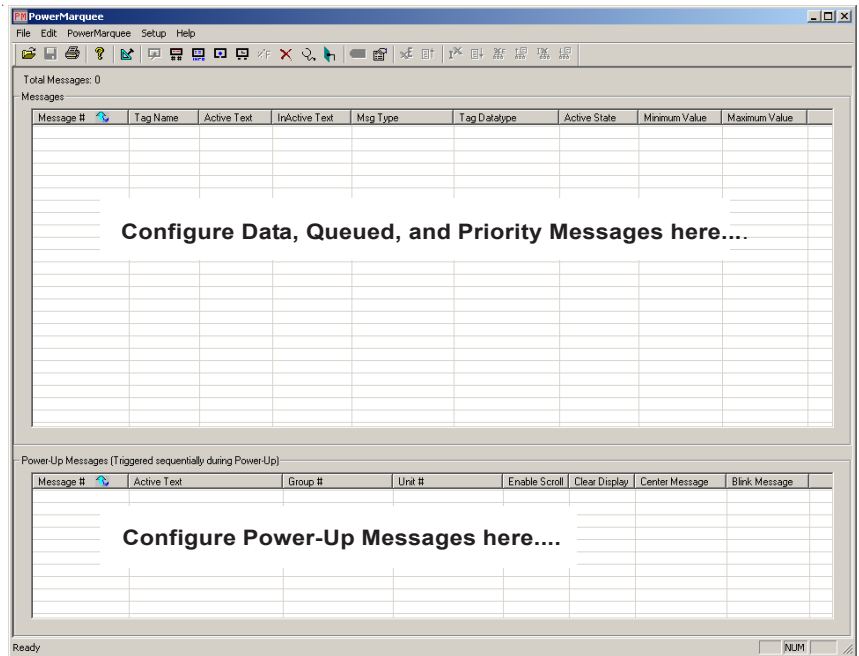 PM PowerMarquee
File Edit PowerMarquee Setup Help
Total Messages: 0
Messages
Message # Tag Name Active Text InActive Text Msg Type Tag Datatype Active State Minimum Value Maximum Value
Configure Data, Queued, and Priority Messages here....
Power-Up Messages (Triggered sequentially during Power-Up)
Message # Active Text Group # Unit # Enable Scroll Clear Display Center Message Blink Message
Configure Power-Up Messages here....
Ready NUM